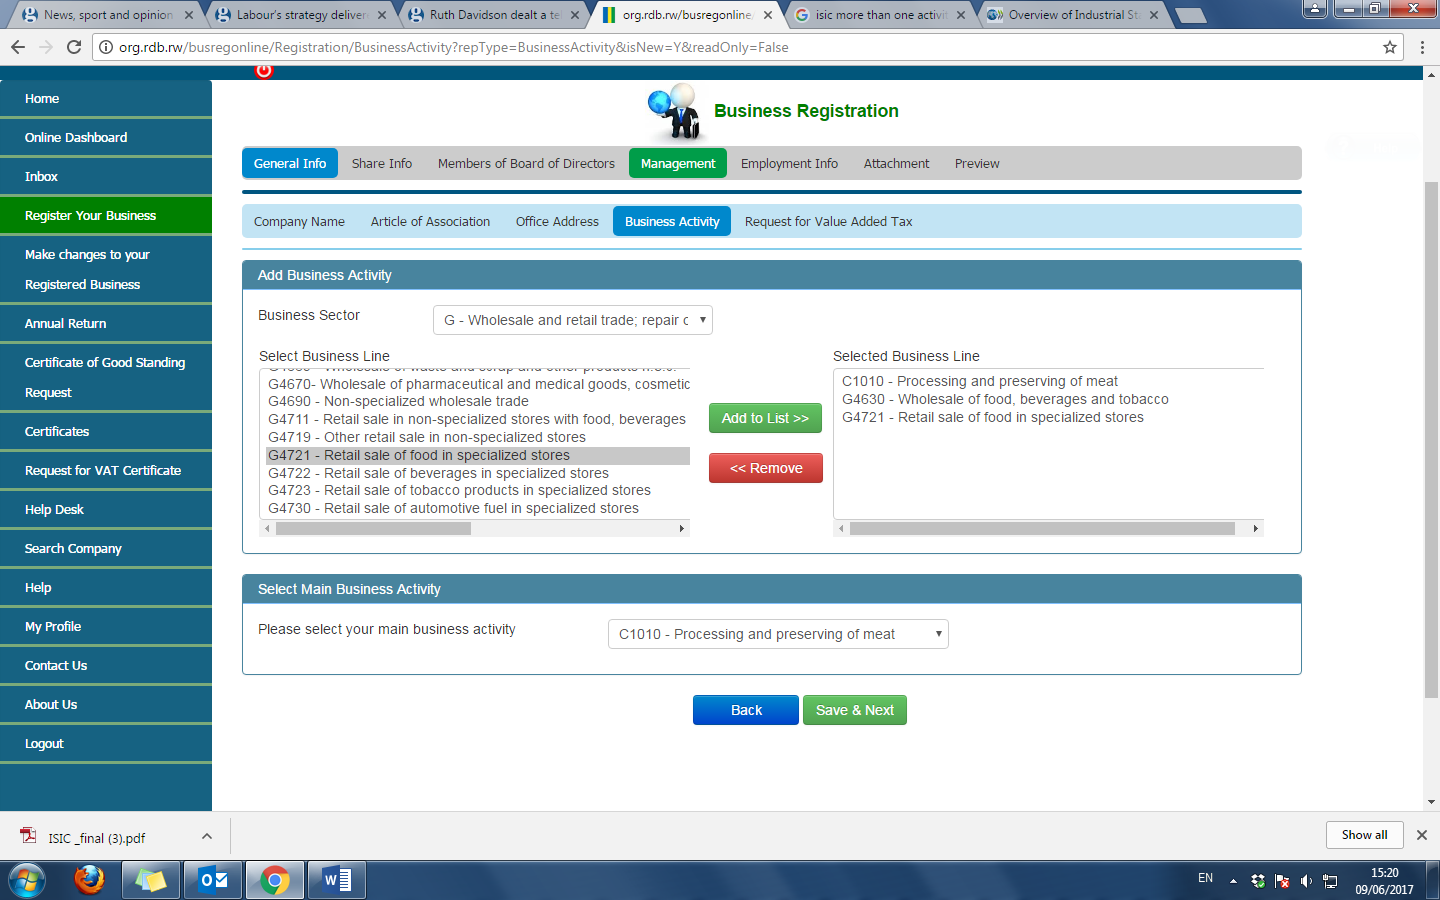 News, sport and opinion
Labour's strategy deliver
Ruth Davidson dealt a te
org.rdb.rw/busregonline/
isic more than one activit
Overview of Industrial St
org.rdb.rw/busregonline/Registration/BusinessActivity?repType=BusinessActivity&isNew=Y&readOnly=False
Home
Online Dashboard
Inbox
Register Your Business
Make changes to your
Registered Business
Annual Return
Certificate of Good Standing
Request
Certificates
Request for VAT Certificate
Help Desk
Search Company
Help
My Profile
Contact Us
About Us
Logout
Business Registration
General Info Share Info Members of Board of Directors Management Employment Info Attachment Preview
Company Name Article of Association Office Address Business Activity Request for Value Added Tax
Add Business Activity
Business Sector
G - Wholesale and retail trade; repair o
Select Business Line
G4670- Wholesale of pharmaceutical and medical goods, cosmetic
G4690 - Non-specialized wholesale trade
G4711 - Retail sale in non-specialized stores with food, beverages
G4719 - Other retail sale in non-specialized stores
G4721 - Retail sale of food in specialized stores
G4722 - Retail sale of beverages in specialized stores
G4723 - Retail sale of tobacco products in specialized stores
G4730 - Retail sale of automotive fuel in specialized stores
Add to List >>
<< Remove
Selected Business Line
C1010 - Processing and preserving of meat
G4630 - Wholesale of food, beverages and tobacco
G4721 - Retail sale of food in specialized stores
Select Main Business Activity
Please select your main business activity
C1010 - Processing and preserving of meat
Back
Save & Next
ISIC _final (3).pdf
Show all
EN
15:20
09/06/2017